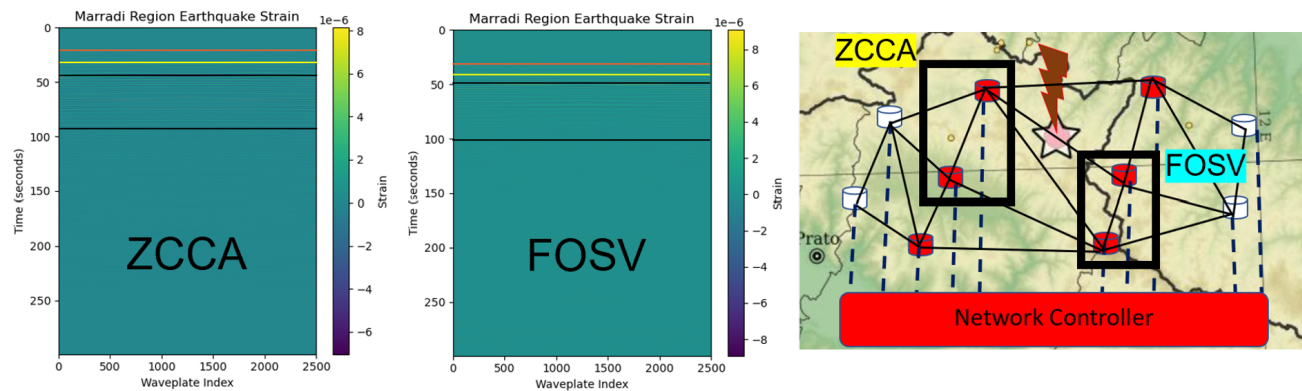 Marradi Region Earthquake Strain
1e−6
0
50
100
150
200
250
Time (seconds)
ZCCA
0
500
1000
1500
2000
2500
Waveplate Index
8
6
4
2
0
−2
−4
−6
Strain
Marradi Region Earthquake Strain
1e−6
0
50
100
150
200
250
Time (seconds)
FOSV
0
500
1000
1500
2000
2500
Waveplate Index
8
6
4
2
0
−2
−4
−6
−8
Strain
ZCCA
12 E
FOSV
Prato
Network Controller